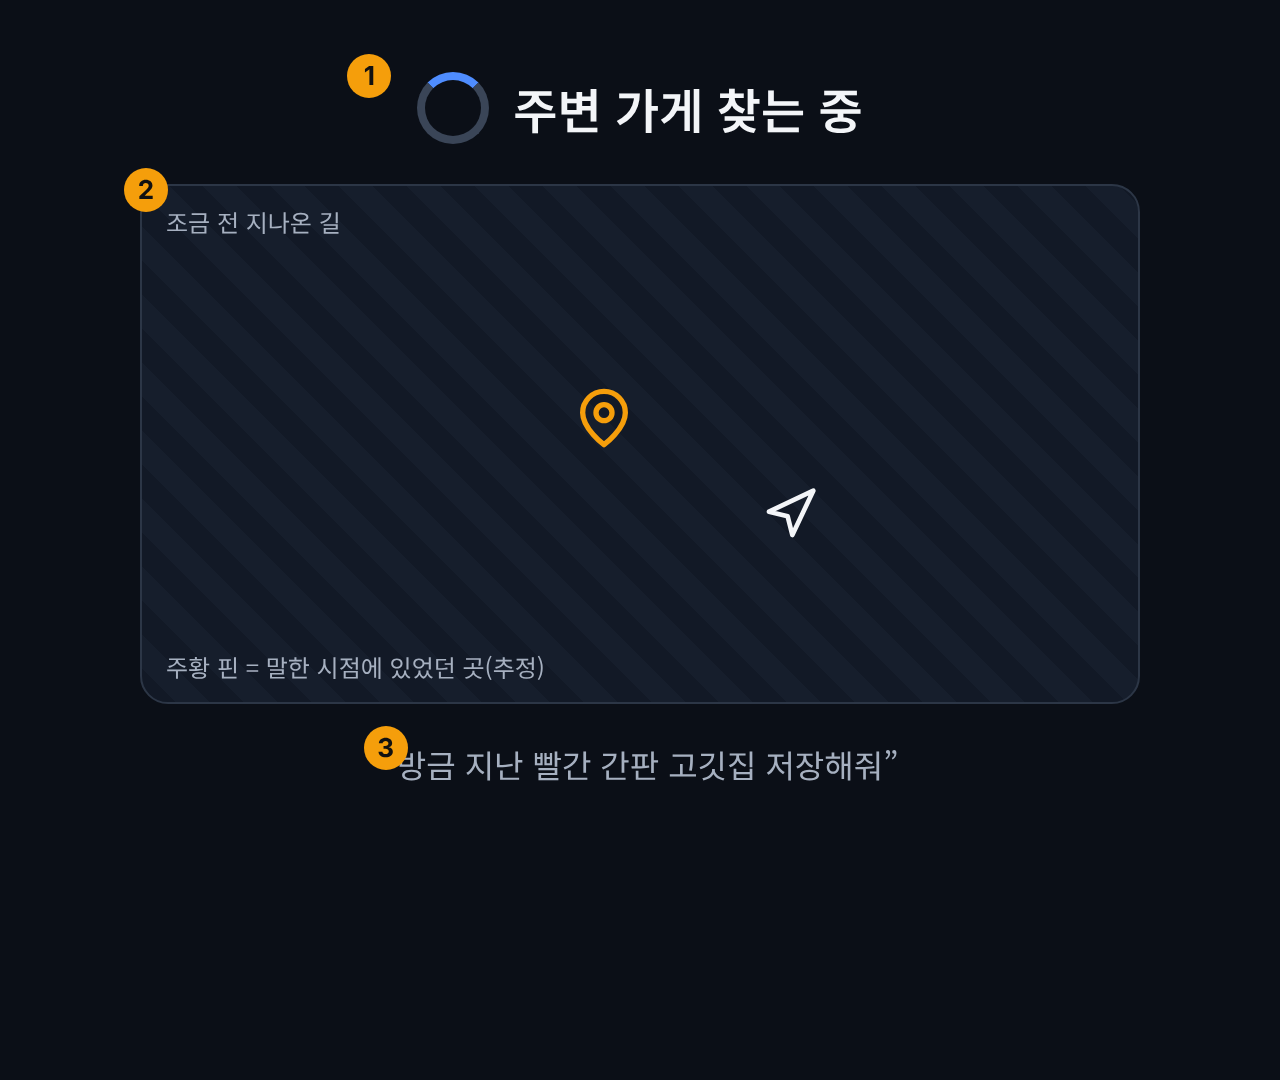 1
주변 가게 찾는 중
2
조금 전 지나온 길
주황 핀 = 말한 시점에 있었던 곳(추정)
3
방금 지난 빨간 간판 고깃집 저장해줘”